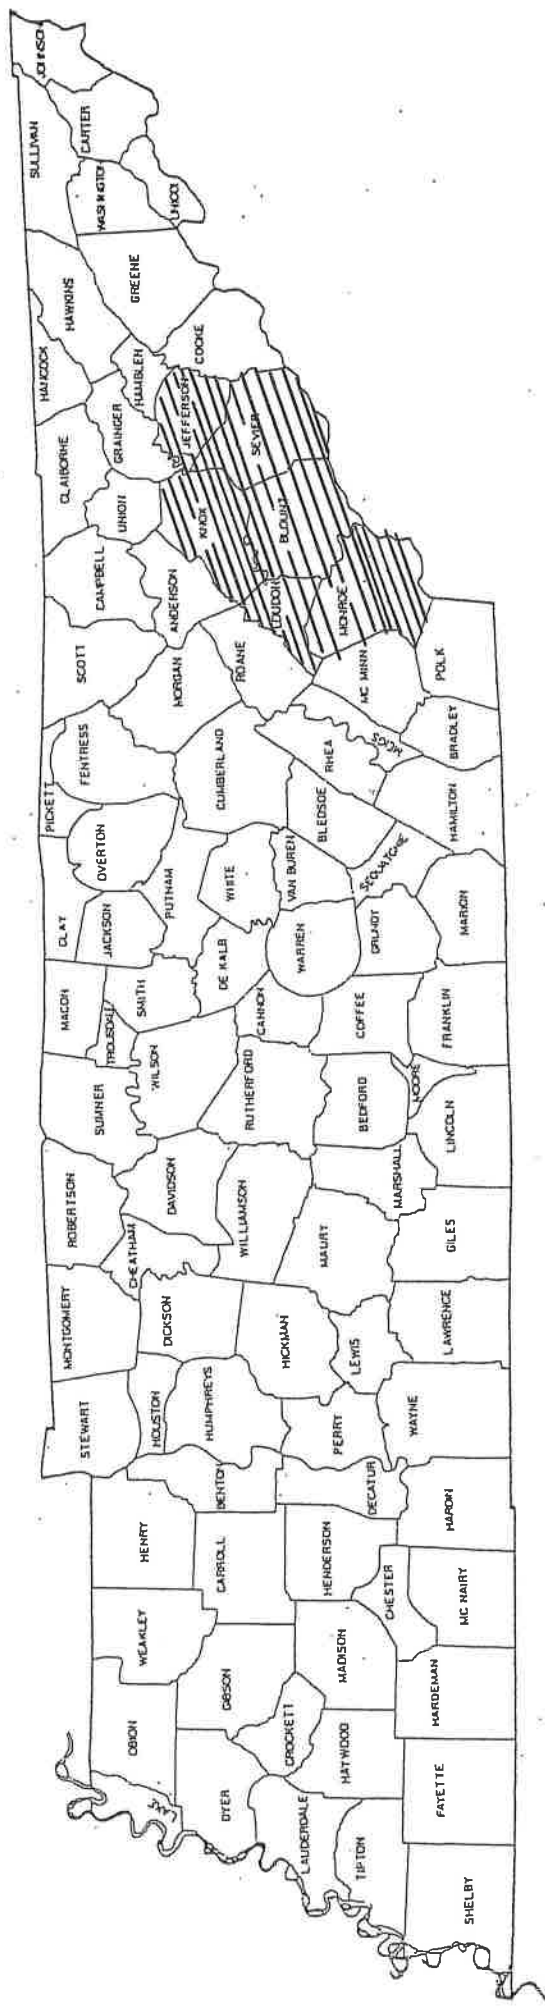 LAKE
OBION
WEAKLEY
HENRY
STEWART
MONTGOMERY
ROBERTSON
SUMNER
MACON
CLAY
PICKETT
SCOTT
CAMPBELL
CLAIBORNE
HANCOCK
HAWKINS
SULLIVAN
JOHNSON
CARTER
WASHINGTON
UNICOI
GREENE
HAMBLEN
GRAINGER
UNION
FENTRESS
OVERTON
JACKSON
TROUSDALE
SMITH
WILSON
DAVIDSON
CHEATHAM
DICKSON
HOUSTON
HUMPHREYS
BENTON
CARROLL
GIBSON
DYER
LAUDERDALE
CROCKETT
HAYWOOD
MADISON
HENDERSON
DECATUR
PERRY
HICKMAN
LEWIS
MAURY
WILLIAMSON
RUTHERFORD
CANNON
DE KALB
PUTNAM
WHITE
CUMBERLAND
MORGAN
ANDERSON
ROANE
KNOX
JEFFERSON
COCKE
SEVIER
BLOUNT
LOUDON
MONROE
MC MINN
MEIGS
RHEA
BLEDSOE
VAN BUREN
WARREN
COFFEE
BEDFORD
MARSHALL
MOORE
GRUNDY
SEQUATCHIE
HAMILTON
BRADLEY
POLK
MARION
FRANKLIN
LINCOLN
GILES
LAWRENCE
WAYNE
HARDIN
CHESTER
MC NAIRY
HARDEMAN
FAYETTE
TIPTON
SHELBY